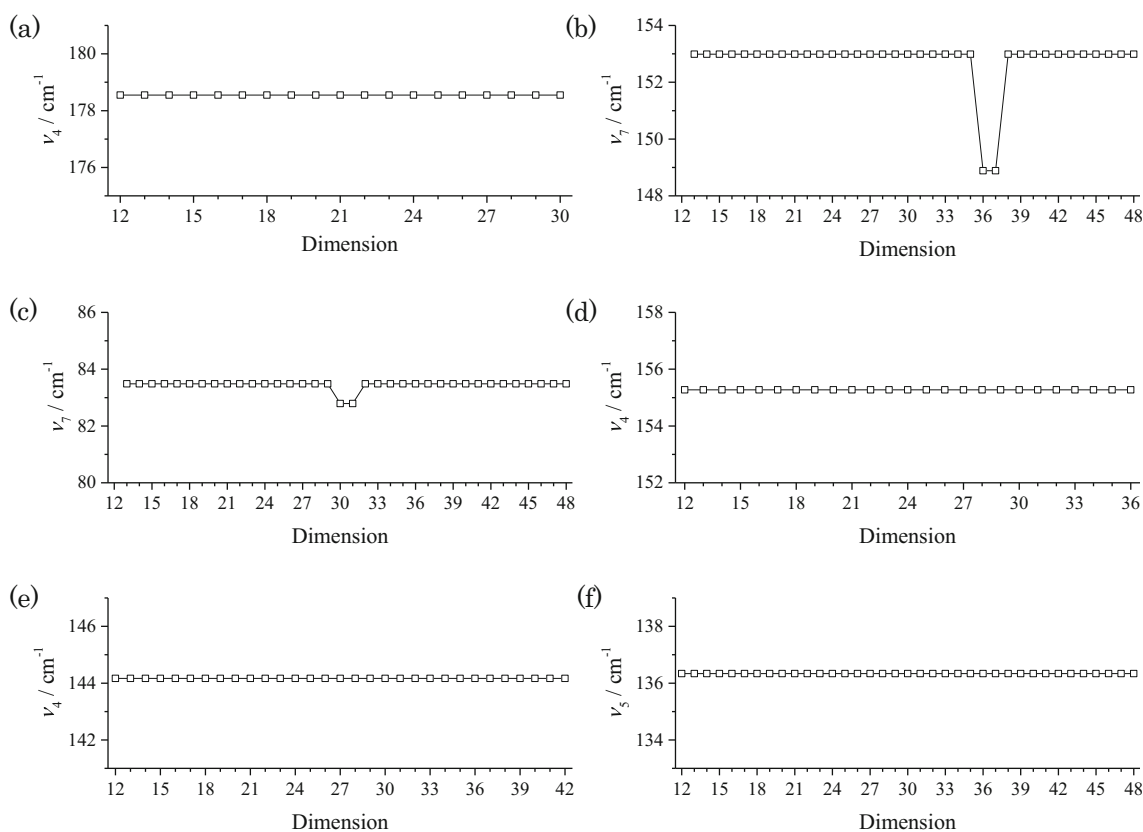 (a)
180
178
176
ν4 / cm-1
12 15 18 21 24 27 30
Dimension
(b)
154
152
150
148
ν7 / cm-1
12 15 18 21 24 27 30 33 36 39 42 45 48
Dimension
(c)
86
84
82
80
ν7 / cm-1
12 15 18 21 24 27 30 33 36 39 42 45 48
Dimension
(d)
158
156
154
152
ν4 / cm-1
12 15 18 21 24 27 30 33 36
Dimension
(e)
146
144
142
ν4 / cm-1
12 15 18 21 24 27 30 33 36 39 42
Dimension
(f)
138
136
134
ν5 / cm-1
12 15 18 21 24 27 30 33 36 39 42 45 48
Dimension